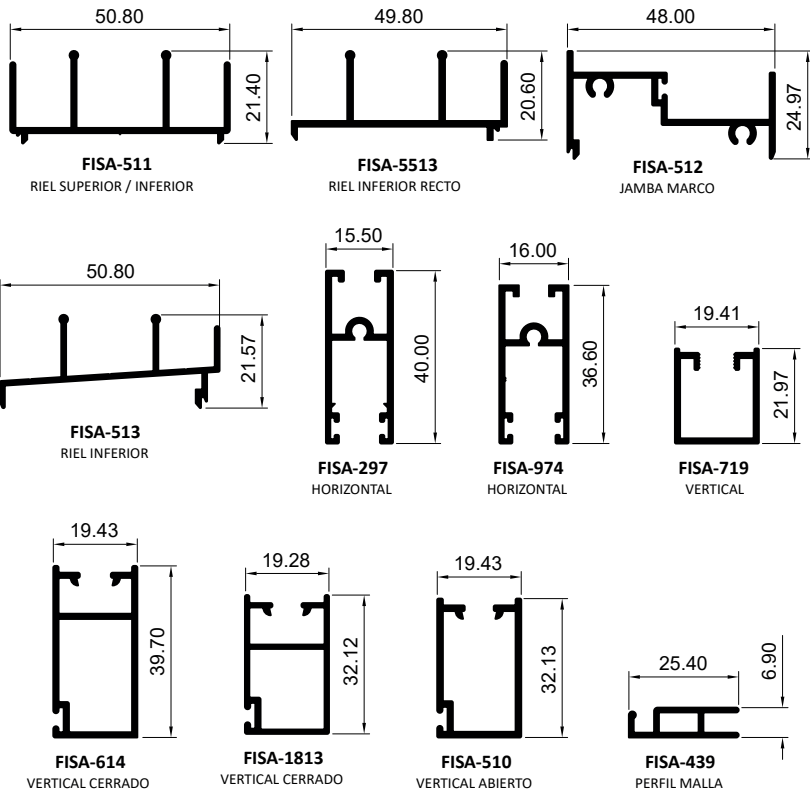 50.80
21.40
FISA-511
RIEL SUPERIOR / INFERIOR
49.80
20.60
FISA-5513
RIEL INFERIOR RECTO
48.00
24.97
FISA-512
JAMBA MARCO
50.80
21.57
FISA-513
RIEL INFERIOR
15.50
40.00
FISA-297
HORIZONTAL
16.00
36.60
FISA-974
HORIZONTAL
19.41
21.97
FISA-719
VERTICAL
19.43
39.70
FISA-614
VERTICAL CERRADO
19.28
32.12
FISA-1813
VERTICAL CERRADO
19.43
32.13
FISA-510
VERTICAL ABIERTO
25.40
6.90
FISA-439
PERFIL MALLA